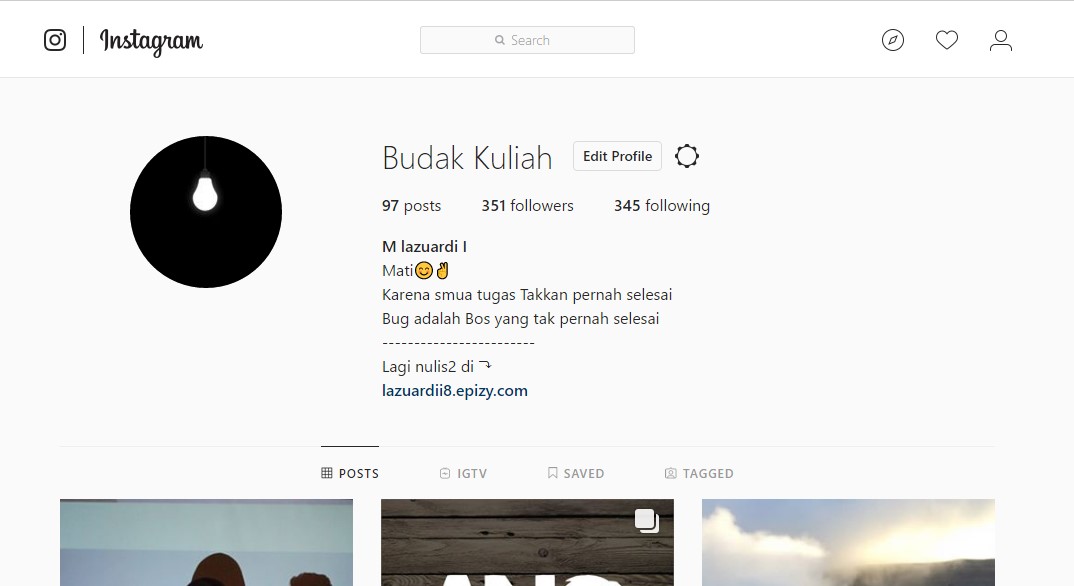 Instagram
Search
Budak Kuliah Edit Profile
97 posts 351 followers 345 following
M lazuardi I
Mati😊✌
Karena smua tugas Takkan pernah selesai
Bug adalah Bos yang tak pernah selesai
------------------------
Lagi nulis2 di ⤵
lazuardii8.epizy.com
POSTS IGTV SAVED TAGGED